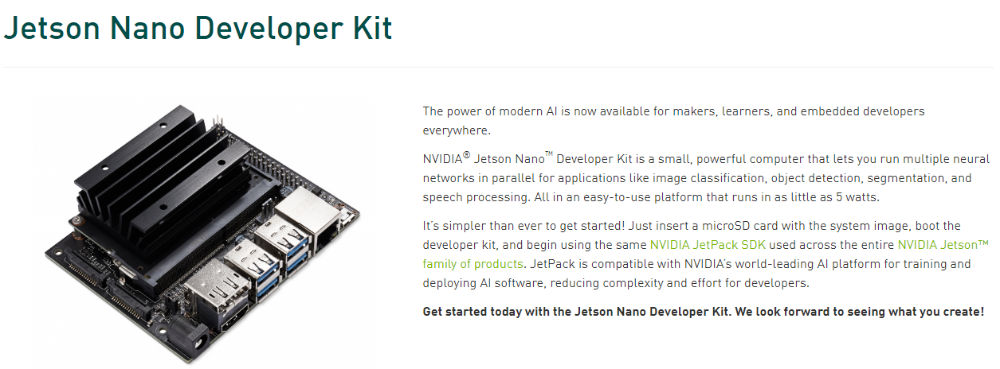 Jetson Nano Developer Kit
The power of modern AI is now available for makers, learners, and embedded developers
everywhere.
NVIDIA® Jetson Nano™ Developer Kit is a small, powerful computer that lets you run multiple neural
networks in parallel for applications like image classification, object detection, segmentation, and
speech processing. All in an easy-to-use platform that runs in as little as 5 watts.
It's simpler than ever to get started! Just insert a microSD card with the system image, boot the
developer kit, and begin using the same NVIDIA JetPack SDK used across the entire NVIDIA Jetson™
family of products. JetPack is compatible with NVIDIA's world-leading AI platform for training and
deploying AI software, reducing complexity and effort for developers.
Get started today with the Jetson Nano Developer Kit. We look forward to seeing what you create!